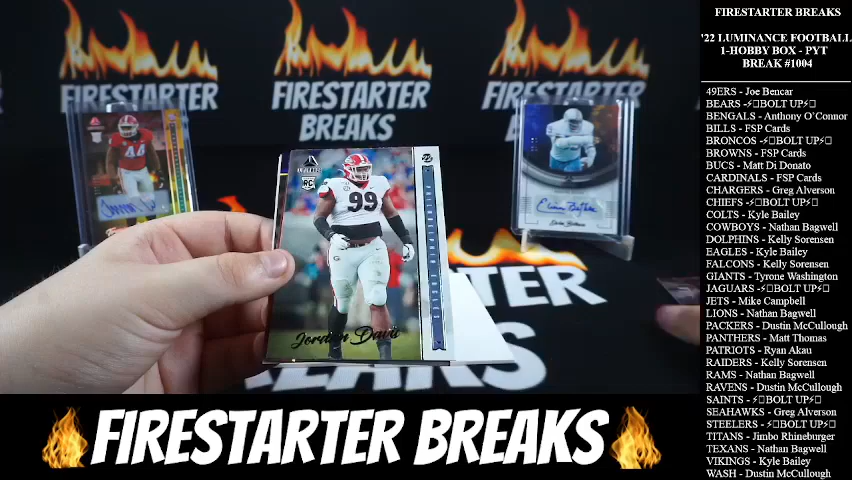 FIRESTARTER BREAKS
'22 LUMINANCE FOOTBALL
1-HOBBY BOX - PYT
BREAK #1004
49ERS - Joe Bencar
BEARS -⚡□BOLT UP⚡□
BENGALS - Anthony O'Connor
BILLS - FSP Cards
BRONCOS -⚡□BOLT UP⚡□
BROWNS - FSP Cards
BUCS - Matt Di Donato
CARDINALS - FSP Cards
CHARGERS - Greg Alverson
CHIEFS -⚡□BOLT UP⚡□
COLTS - Kyle Bailey
COWBOYS - Nathan Bagwell
DOLPHINS - Kelly Sorensen
EAGLES - Kyle Bailey
FALCONS - Kelly Sorensen
GIANTS - Tyrone Washington
JAGUARS -⚡□BOLT UP⚡□
JETS - Mike Campbell
LIONS - Nathan Bagwell
PACKERS - Dustin McCullough
PANTHERS - Matt Thomas
PATRIOTS - Ryan Akau
RAIDERS - Kelly Sorensen
RAMS - Nathan Bagwell
RAVENS - Dustin McCullough
SAINTS - ⚡□BOLT UP⚡□
SEAHAWKS - Greg Alverson
STEELERS - ⚡□BOLT UP⚡□
TITANS - Jimbo Rhineburger
TEXANS - Nathan Bagwell
VIKINGS - Kyle Bailey
WASH - Dustin McCullough
FIRESTARTER
FIRESTARTER
BREAKS
FIRESTARTER
44
RC
99
Jordan Davis
FIRESTARTER BREAKS